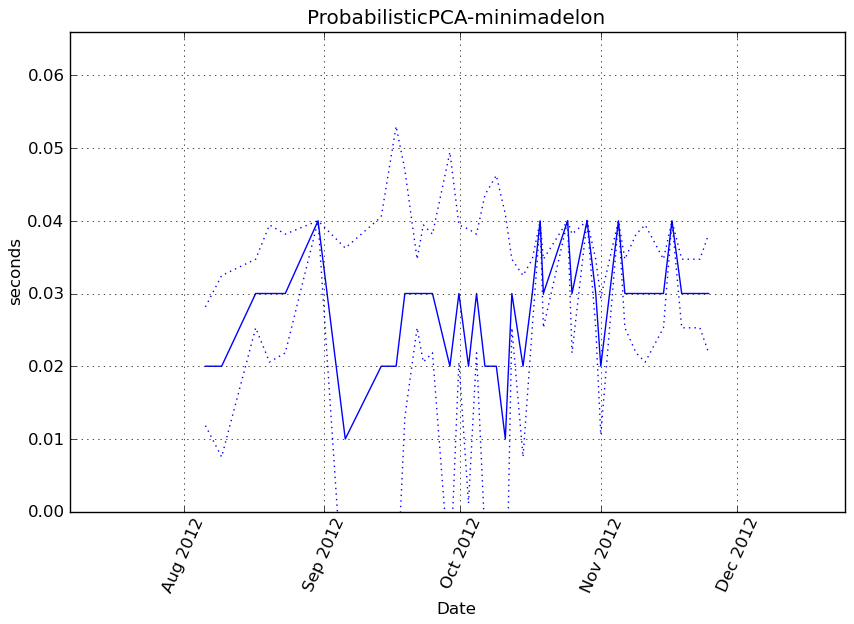 ProbabilisticPCA-minimadelon
0.06
0.05
0.04
0.03
0.02
0.01
0.00
seconds
Aug 2012
Sep 2012
Oct 2012
Nov 2012
Dec 2012
Date